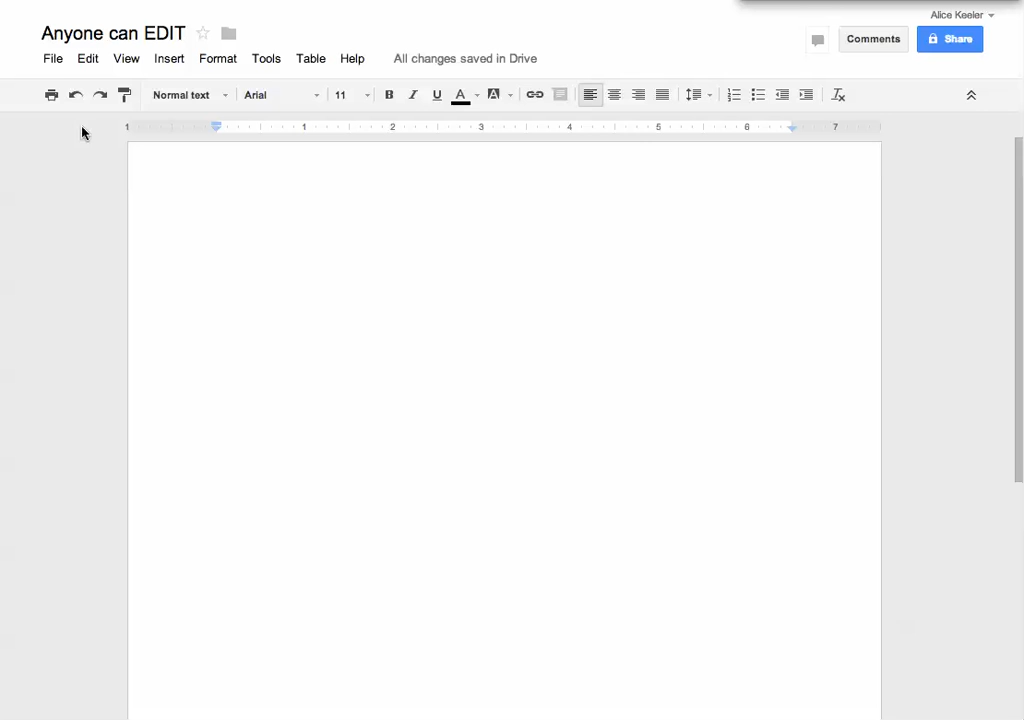 Alice Keeler
Anyone can EDIT
Comments
Share
File Edit View Insert Format Tools Table Help All changes saved in Drive
Normal text Arial 11 B I U A A
1 1 2 3 4 5 6 7